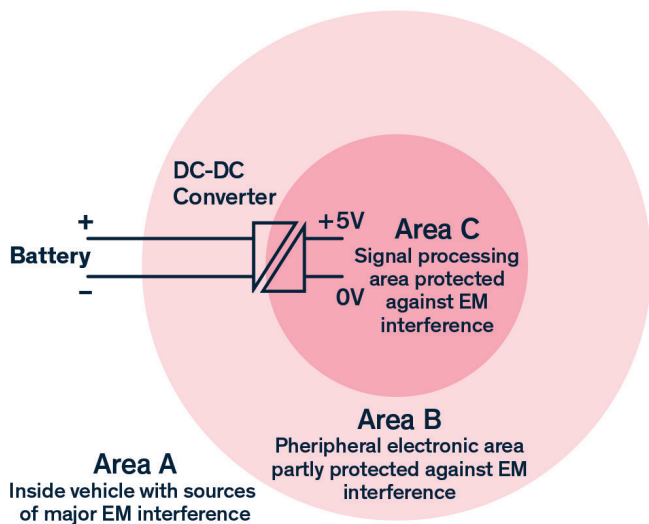 DC-DC
Converter
+
Battery
−
+5V
0V
Area C
Signal processing
area protected
against EM
interference
Area B
Pheripheral electronic area
partly protected against EM
interference
Area A
Inside vehicle with sources
of major EM interference